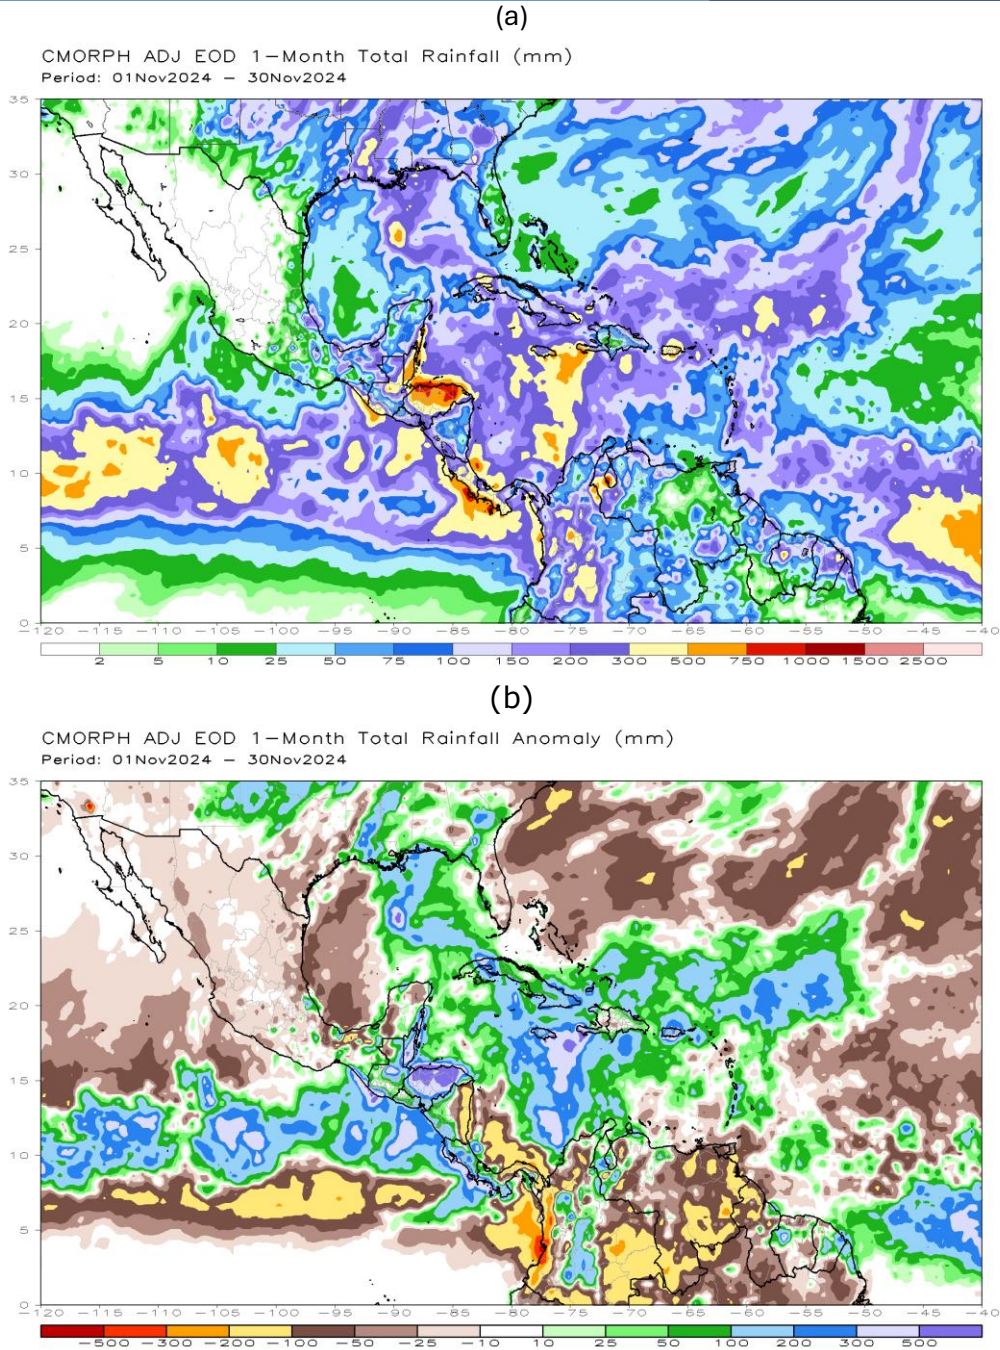 (a)
CMORPH ADJ EOD 1-Month Total Rainfall (mm)
Period: 01Nov2024 - 30Nov2024
35
30
25
20
15
10
5
0
-120 -115 -110 -105 -100 -95 -90 -85 -80 -75 -70 -65 -60 -55 -50 -45 -40
2 5 10 25 50 75 100 150 200 300 500 750 1000 1500 2500
(b)
CMORPH ADJ EOD 1-Month Total Rainfall Anomaly (mm)
Period: 01Nov2024 - 30Nov2024
35
30
25
20
15
10
5
0
-120 -115 -110 -105 -100 -95 -90 -85 -80 -75 -70 -65 -60 -55 -50 -45 -40
-500 -300 -200 -100 -50 -25 -10 10 25 50 100 200 300 500